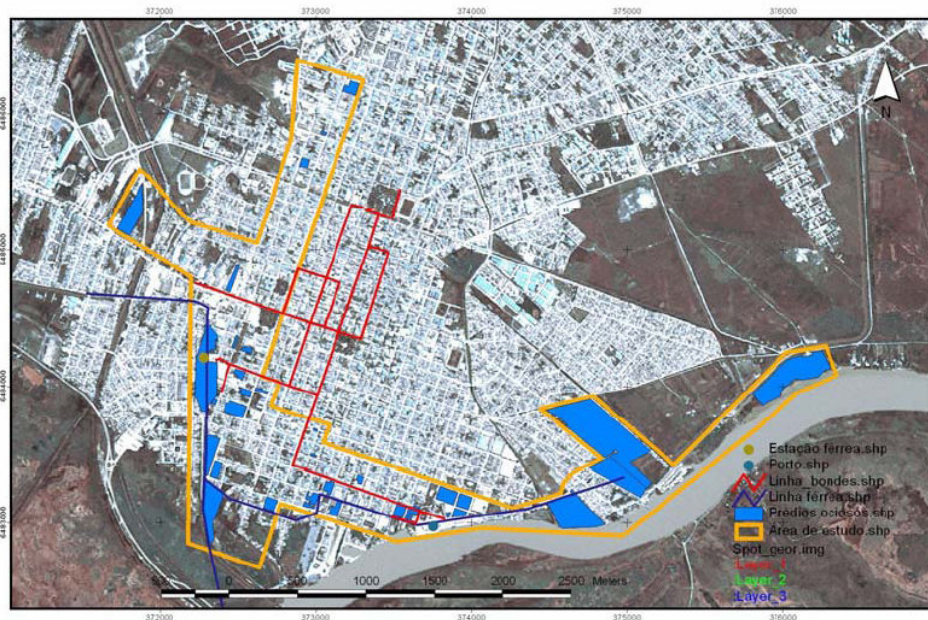 372000 373000 374000 375000 376000
6486000
6485000
6484000
6483000
N
Estação férrea.shp
Porto.shp
Linha_bondes.shp
Linha férrea.shp
Prédios ociosos.shp
Área de estudo.shp
Spot_geor.img
:Layer_1
:Layer_2
:Layer_3
500 0 500 1000 1500 2000 2500 Meters
372000 373000 374000 375000 376000